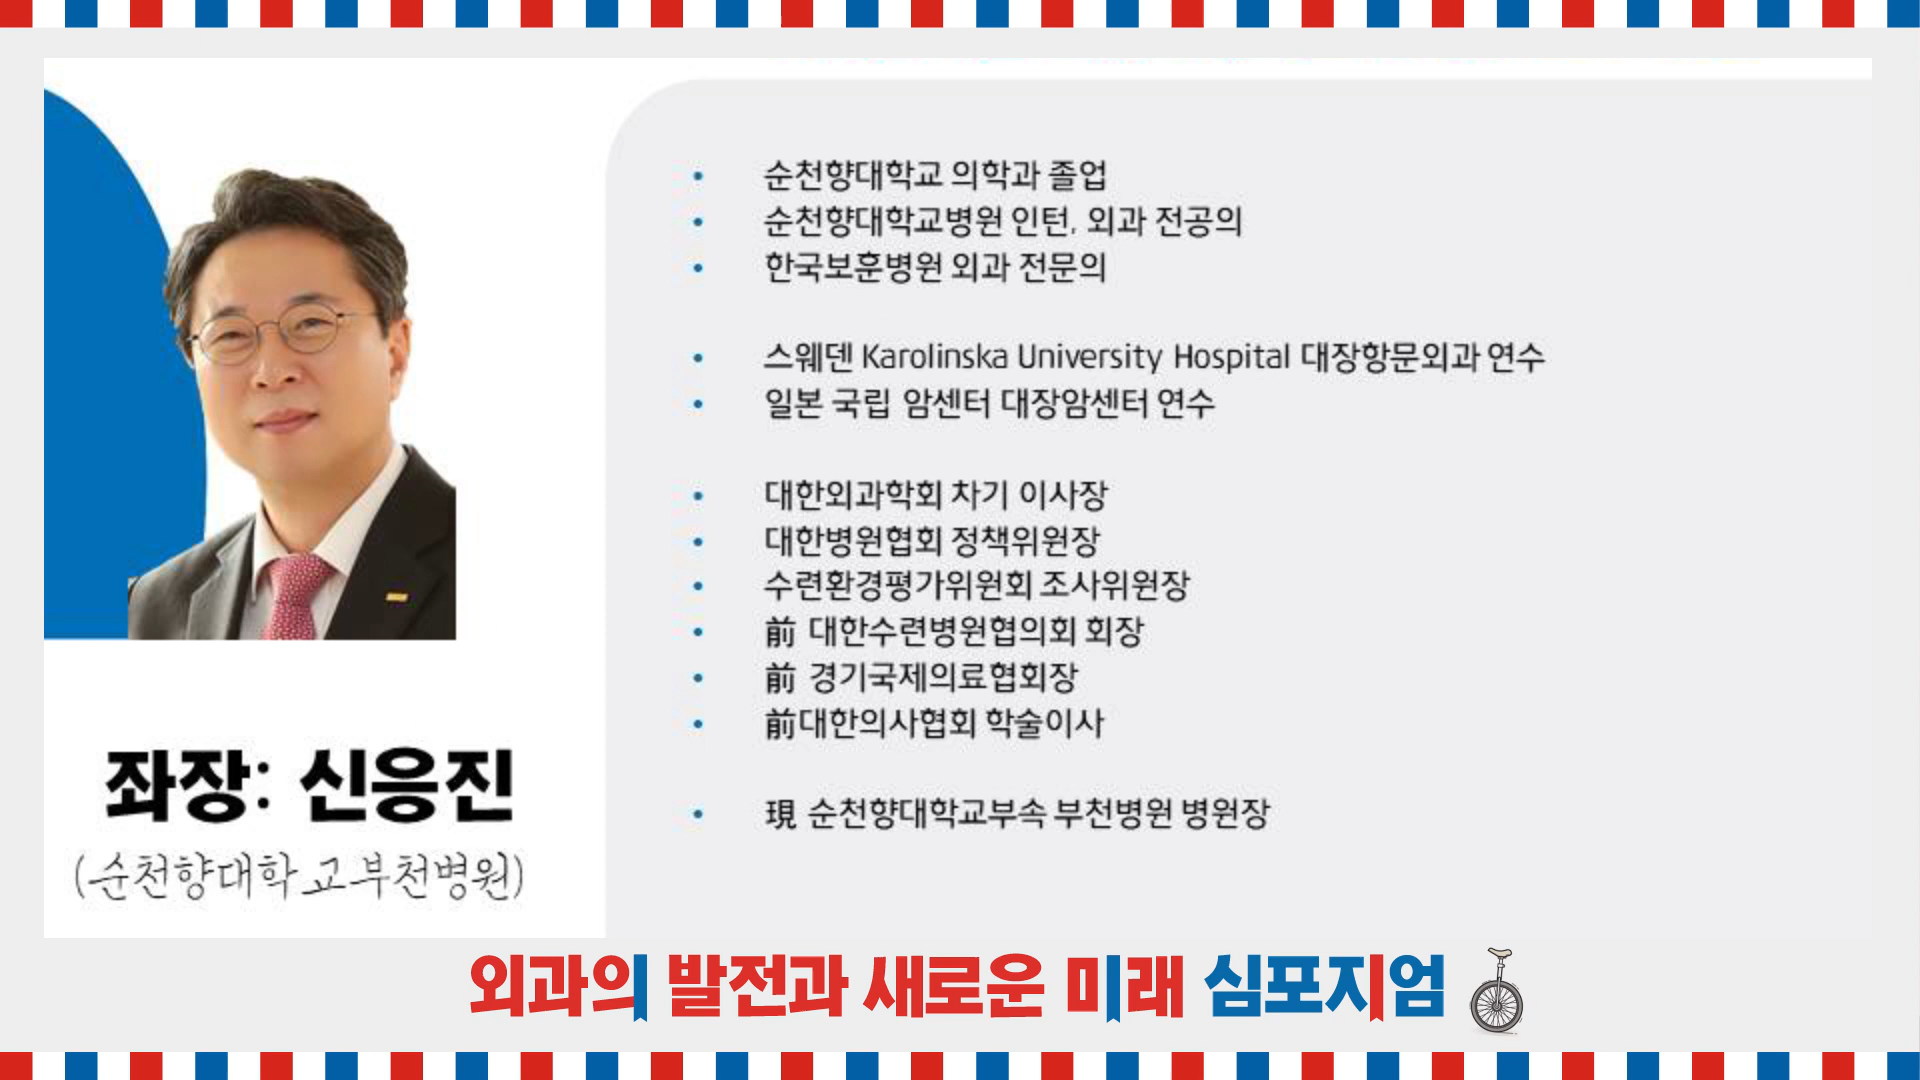 순천향대학교 의학과 졸업
순천향대학교병원 인턴, 외과 전공의
한국보훈병원 외과 전문의
스웨덴 Karolinska University Hospital 대장항문외과 연수
일본 국립 암센터 대장암센터 연수
대한외과학회 차기 이사장
대한병원협회 정책위원장
수련환경평가위원회 조사위원장
前 대한수련병원협의회 회장
前 경기국제의료협회장
前대한의사협회 학술이사
現 순천향대학교부속 부천병원 병원장
좌장: 신응진
(순천향대학교부천병원)
외과의 발전과 새로운 미래 심포지엄